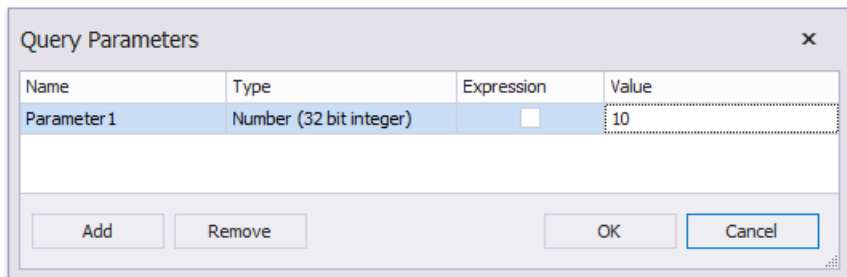 Query Parameters
Name Type Expression Value
Parameter1 Number (32 bit integer) 10
Add Remove OK Cancel